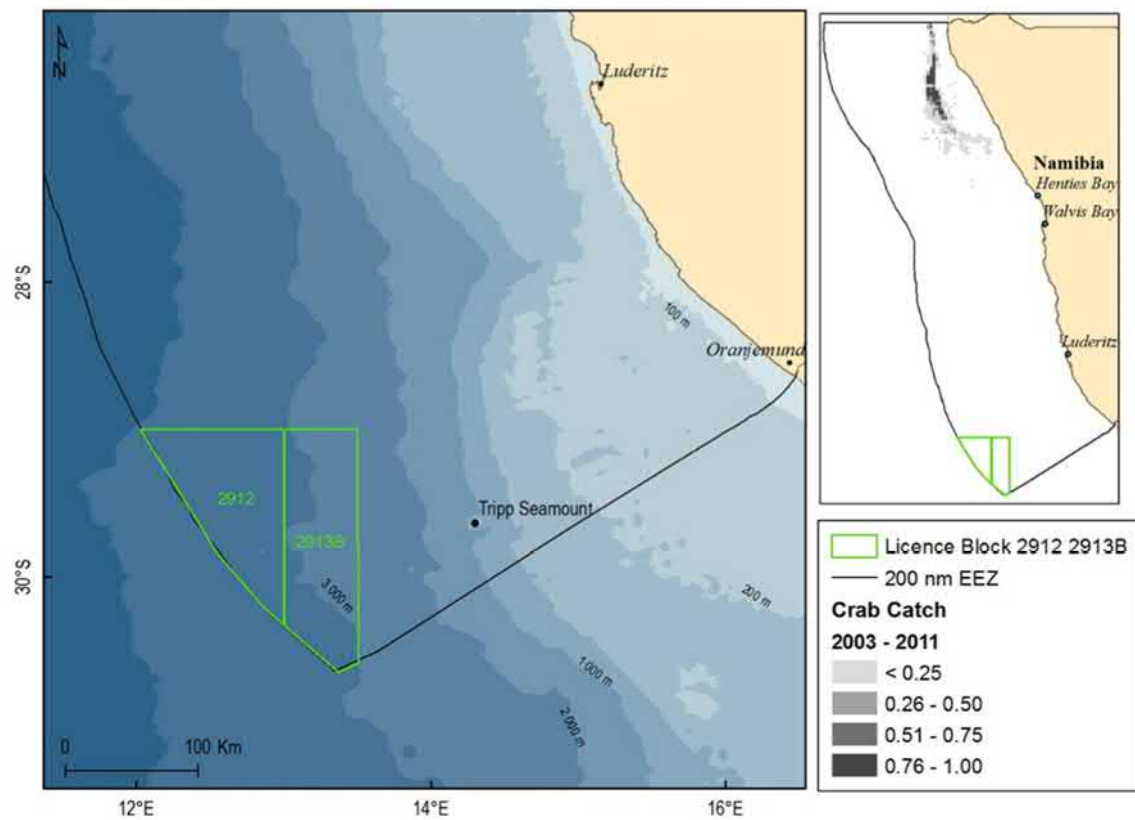 N
Luderitz
28°S
100 m
Oranjemund
2912
2913B
Tripp Seamount
3 000 m
30°S
200 m
1 000 m
2 000 m
0 100 Km
12°E 14°E 16°E
Namibia
Henties Bay
Walvis Bay
Luderitz
Licence Block 2912 2913B
200 nm EEZ
Crab Catch
2003 - 2011
< 0.25
0.26 - 0.50
0.51 - 0.75
0.76 - 1.00